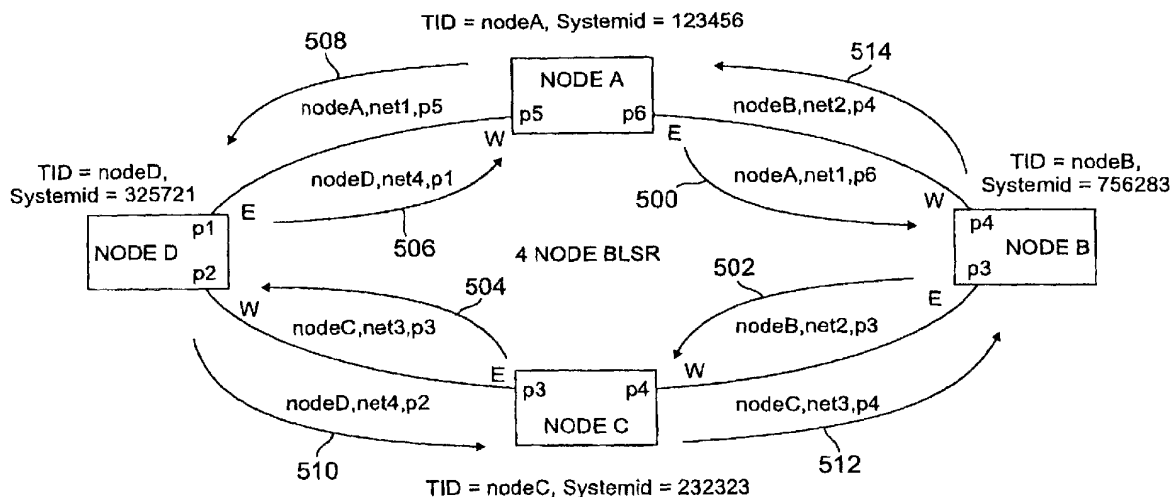 TID = nodeA, Systemid = 123456
508
514
NODE A
nodeA,net1,p5
p5
p6
nodeB,net2,p4
W
E
TID = nodeD,
Systemid = 325721
TID = nodeB,
Systemid = 756283
nodeD,net4,p1
500
nodeA,net1,p6
E
W
p1
p4
NODE D
506
4 NODE BLSR
NODE B
p2
504
502
p3
W
E
nodeC,net3,p3
nodeB,net2,p3
E
W
p3
p4
nodeD,net4,p2
NODE C
nodeC,net3,p4
510
512
TID = nodeC, Systemid = 232323